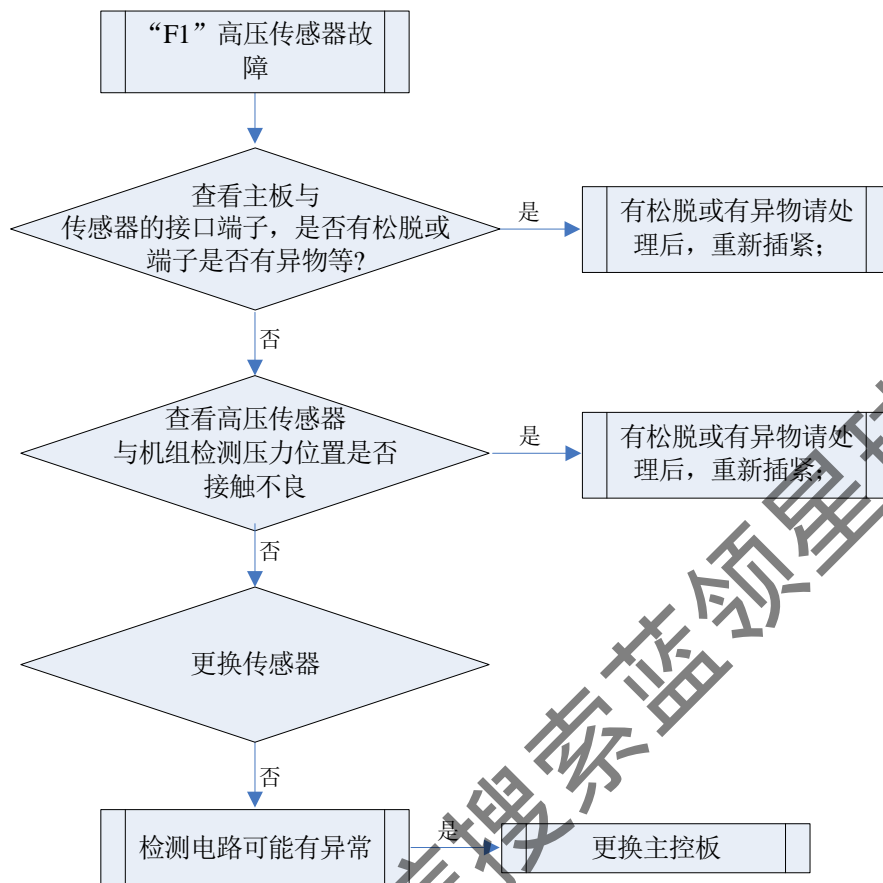 “F1”高压传感器故
障
查看主板与
传感器的接口端子，是否有松脱或
端子是否有异物等?
是
有松脱或有异物请处
理后，重新插紧；
否
查看高压传感器
与机组检测压力位置是否
接触不良
是
有松脱或有异物请处
理后，重新插紧；
否
更换传感器
否
检测电路可能有异常
是
更换主控板
搜索蓝领星球